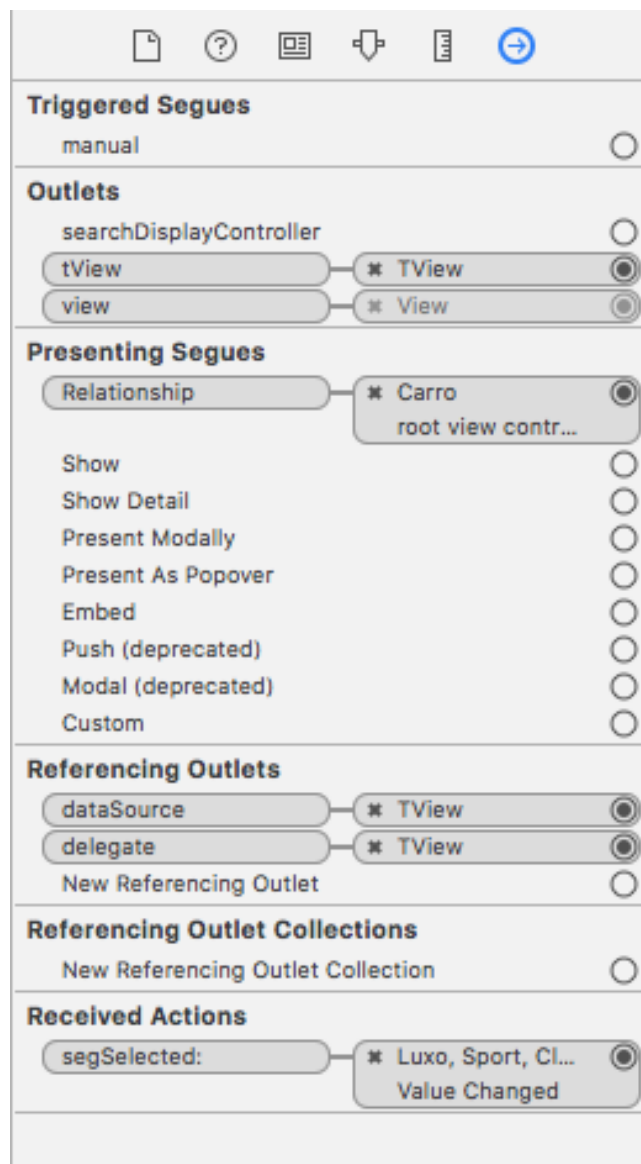 Triggered Segues
manual
Outlets
searchDisplayController
tView TView
view View
Presenting Segues
Relationship Carro
root view contr...
Show
Show Detail
Present Modally
Present As Popover
Embed
Push (deprecated)
Modal (deprecated)
Custom
Referencing Outlets
dataSource TView
delegate TView
New Referencing Outlet
Referencing Outlet Collections
New Referencing Outlet Collection
Received Actions
segSelected: Luxo, Sport, Cl...
Value Changed